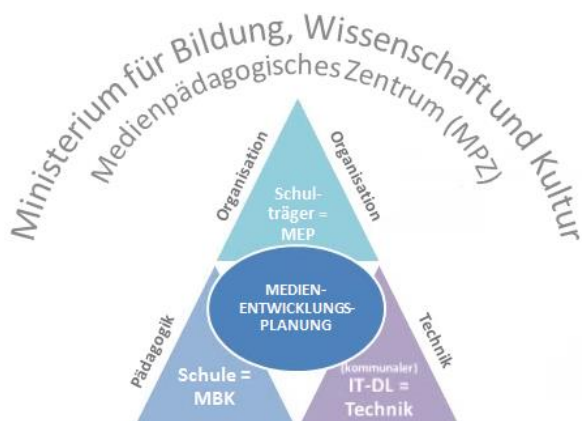 Ministerium für Bildung, Wissenschaft und Kultur
Medienpädagogisches Zentrum (MPZ)
Organisation
Organisation
Schul-
träger =
MEP
MEDIEN-
ENTWICKLUNGS-
PLANUNG
Pädagogik
Technik
Schule =
MBK
(kommunaler)
IT-DL =
Technik